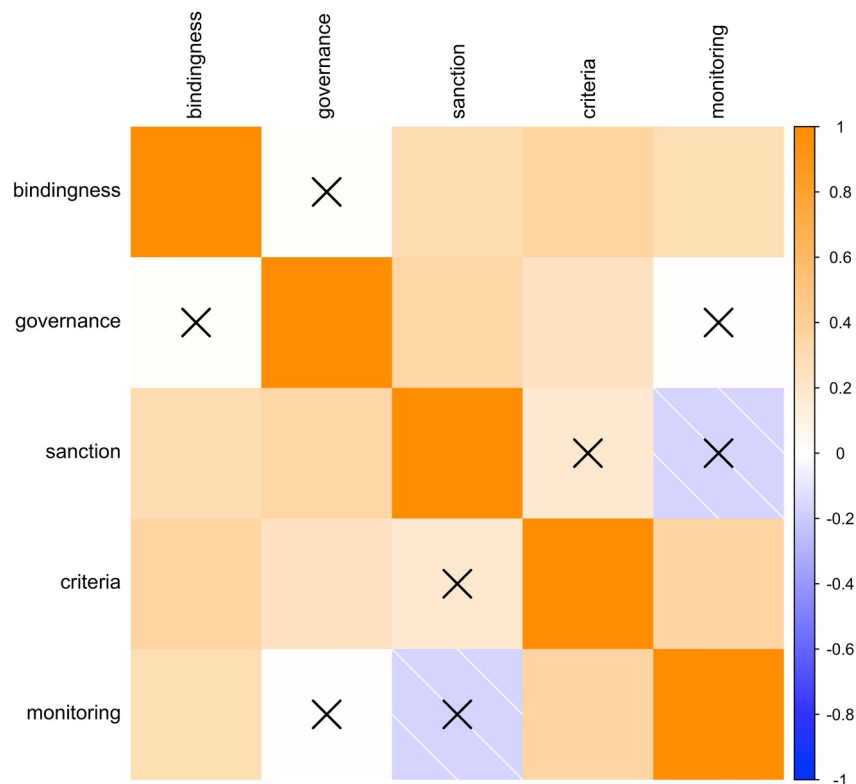 bindingness
governance
sanction
criteria
monitoring
bindingness
governance
sanction
criteria
monitoring
1
0.8
0.6
0.4
0.2
0
-0.2
-0.4
-0.6
-0.8
-1